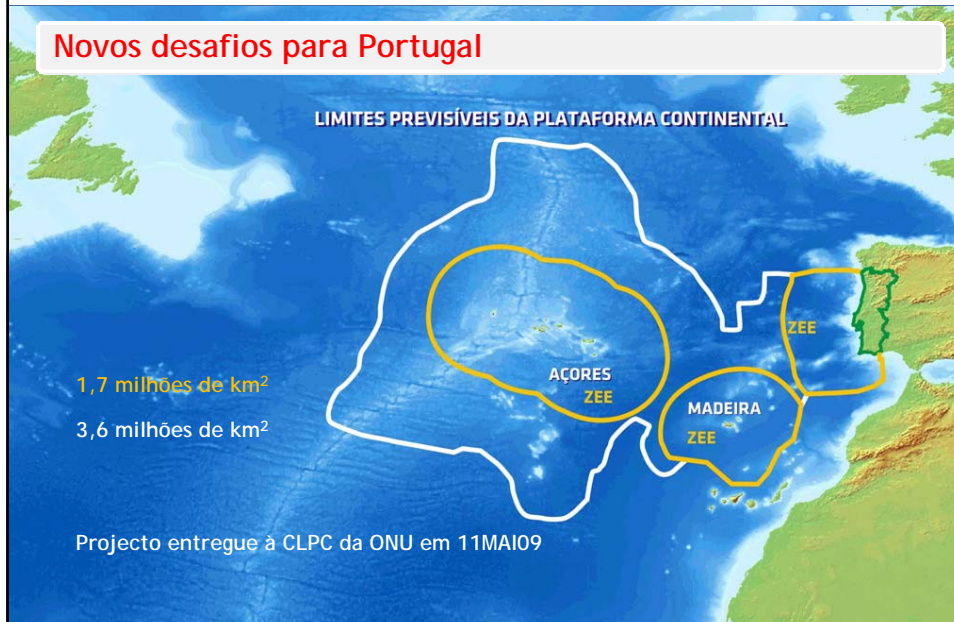 Novos desafios para Portugal
LIMITES PREVISÍVEIS DA PLATAFORMA CONTINENTAL
ZEE
AÇORES
ZEE
MADEIRA
ZEE
1,7 milhões de km²
3,6 milhões de km²
Projecto entregue à CLPC da ONU em 11MAI09